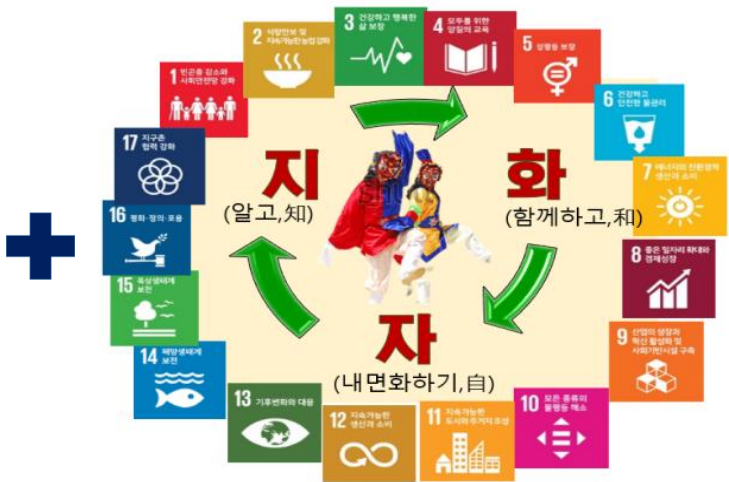 1 빈곤층 감소와
사회안전망 강화
2 식량안보 및
지속가능한농업강화
3 건강하고 행복한
삶 보장
4 모두를 위한
양질의 교육
5 성평등 보장
6 건강하고
안전한 물관리
7 에너지의 친환경적
생산과 소비
8 좋은 일자리 확대와
경제성장
9 산업의 성장과
혁신 활성화 및
사회기반시설 구축
10 모든 종류의
불평등 해소
11 지속가능한
도시와 주거지 조성
12 지속가능한
생산과 소비
13 기후변화와 대응
14 해양생태계
보전
15 육상생태계
보전
16 평화·정의·포용
17 지구촌
협력 강화
지
(알고,知)
화
(함께하고,和)
자
(내면화하기,自)